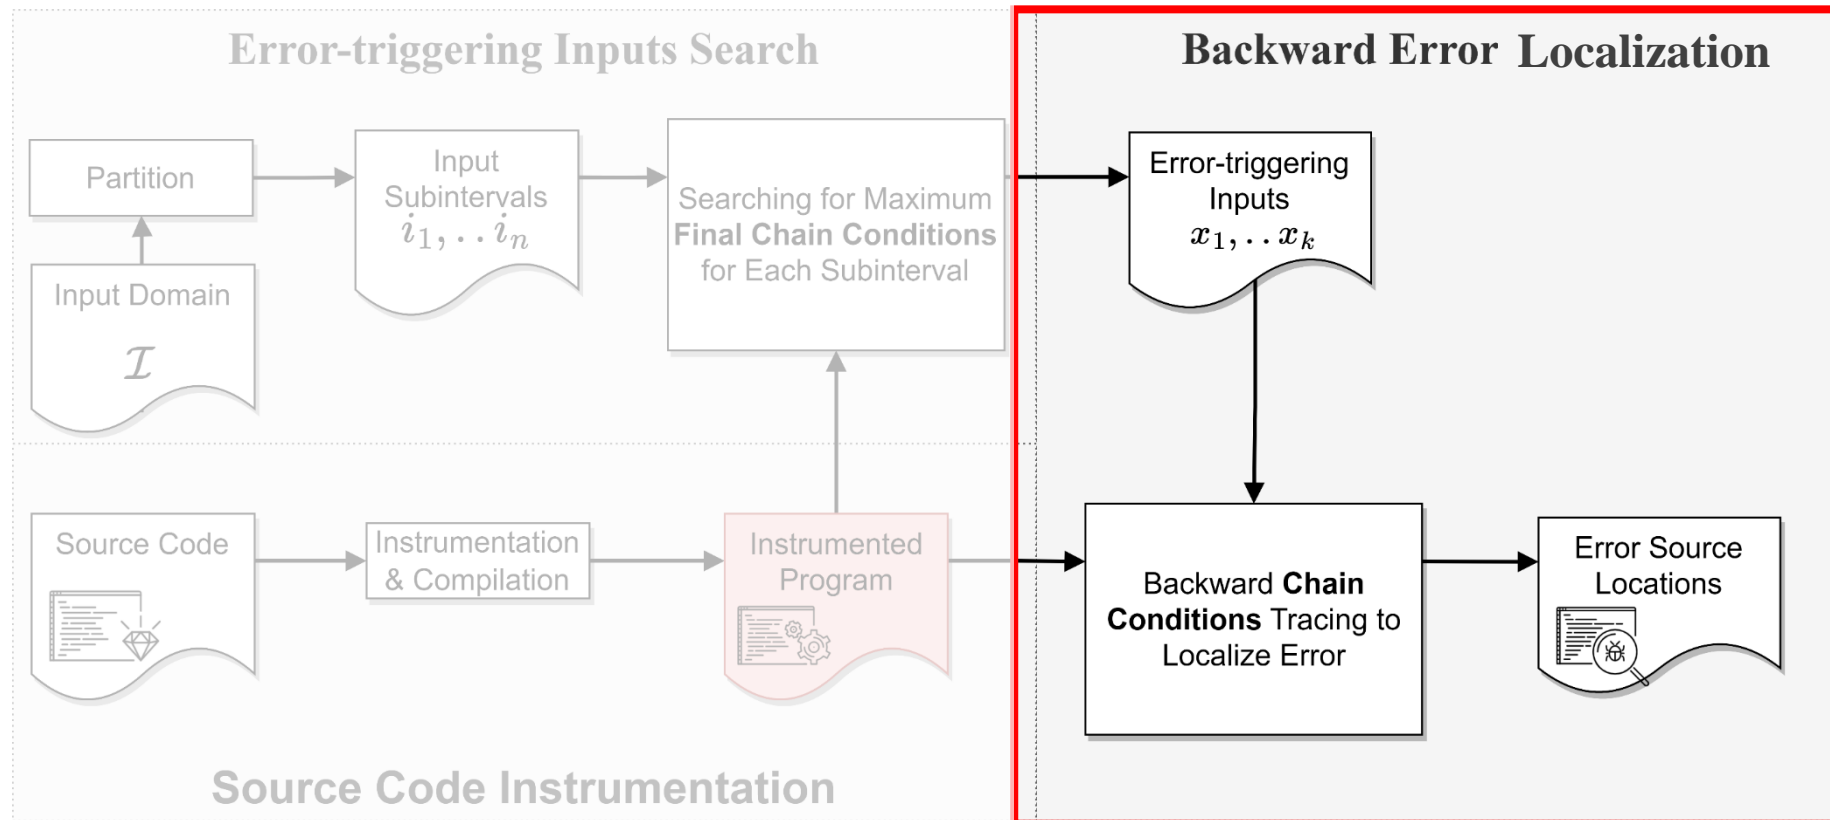 Error-triggering Inputs Search
Backward Error Localization
Partition
Input
Subintervals
i₁, . . iₙ
Searching for Maximum
Final Chain Conditions
for Each Subinterval
Error-triggering
Inputs
x₁, . . xₖ
Input Domain
ℐ
Source Code
Instrumentation
& Compilation
Instrumented
Program
Backward Chain
Conditions Tracing to
Localize Error
Error Source
Locations
Source Code Instrumentation